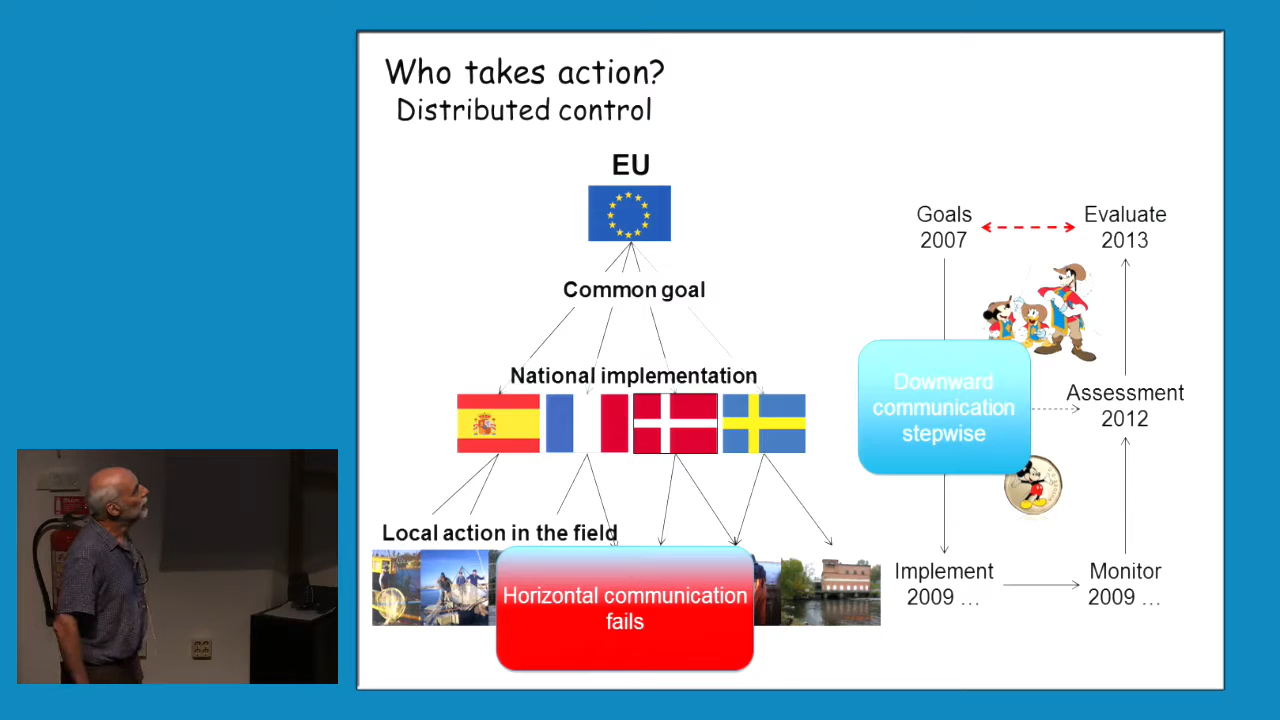 Who takes action?
Distributed control
EU
Common goal
National implementation
Local action in the field
Horizontal communication
fails
Goals
2007
Evaluate
2013
Downward
communication
stepwise
Assessment
2012
Implement
2009 ...
Monitor
2009 ...